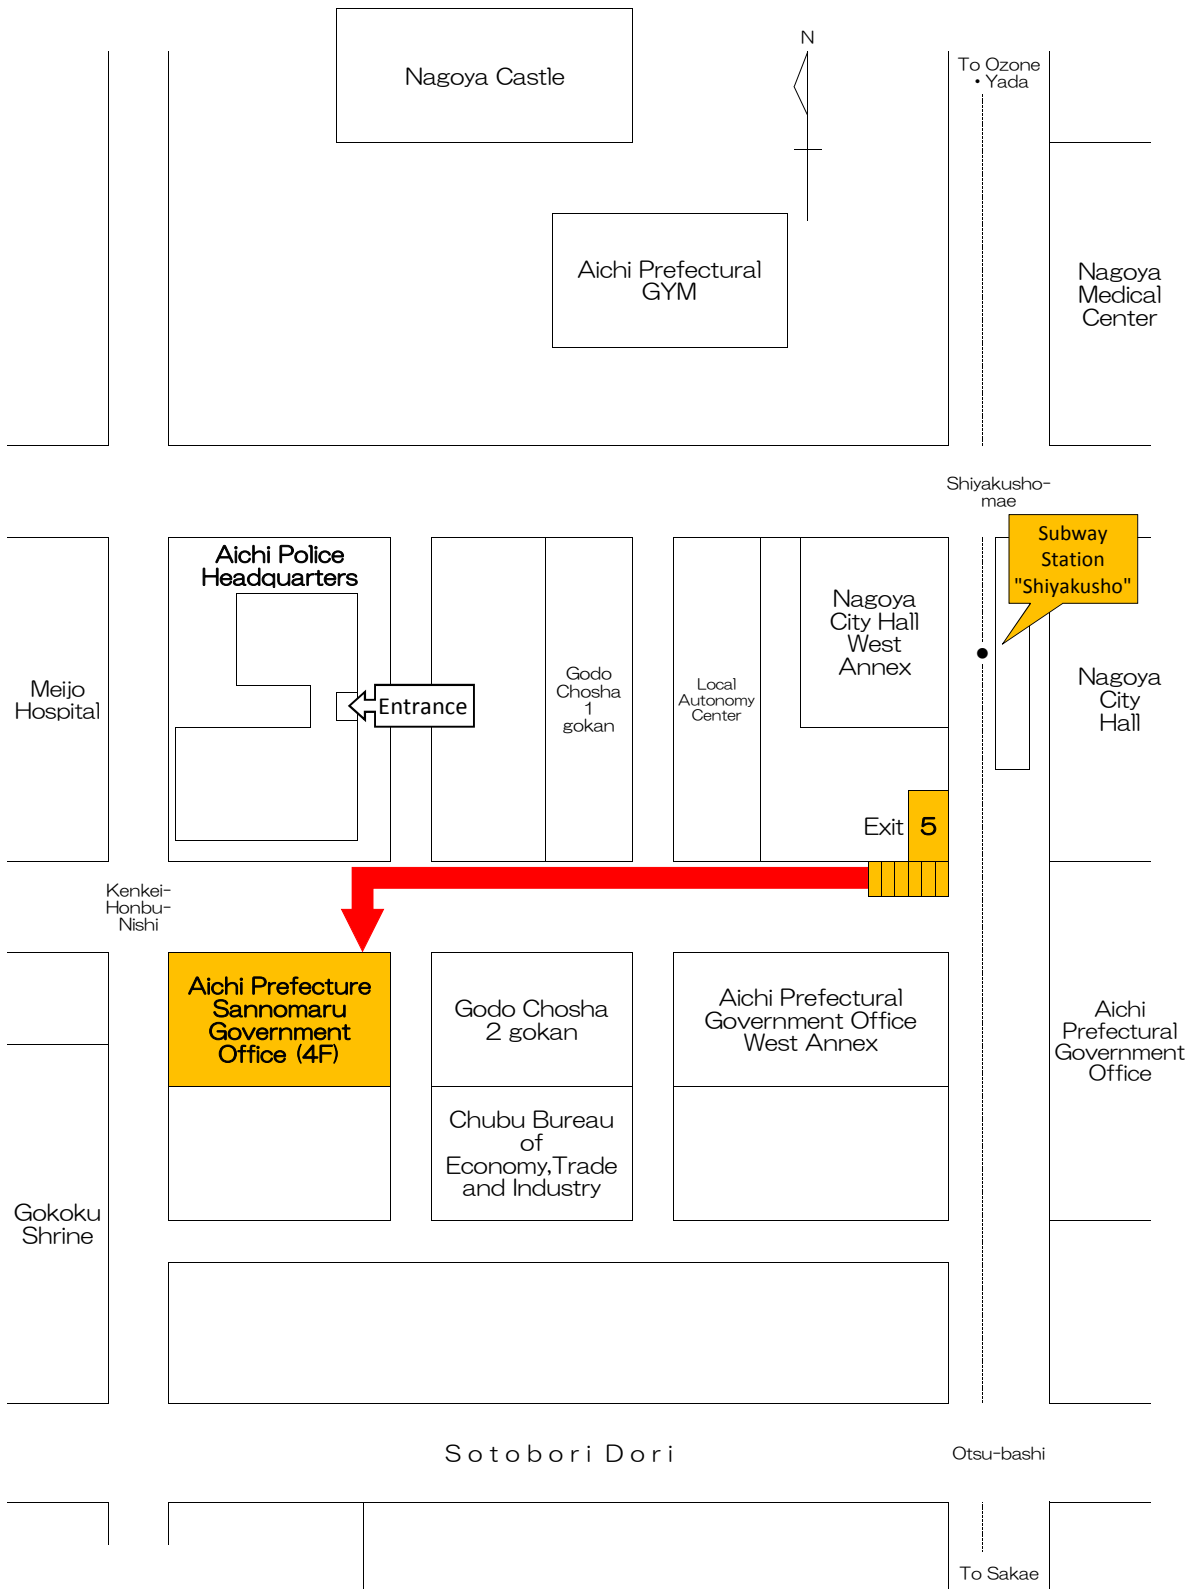 Nagoya Castle
N
To Ozone
・Yada
Aichi Prefectural
GYM
Nagoya
Medical
Center
Shiyakusho-
mae
Subway
Station
"Shiyakusho"
Aichi Police
Headquarters
Entrance
Meijo
Hospital
Godo
Chosha
1
gokan
Local
Autonomy
Center
Nagoya
City Hall
West
Annex
Nagoya
City
Hall
Exit 5
Kenkei-
Honbu-
Nishi
Aichi Prefecture
Sannomaru
Government
Office (4F)
Godo Chosha
2 gokan
Aichi Prefectural
Government Office
West Annex
Aichi
Prefectural
Government
Office
Chubu Bureau
of
Economy,Trade
and Industry
Gokoku
Shrine
Sotobori Dori
Otsu-bashi
To Sakae